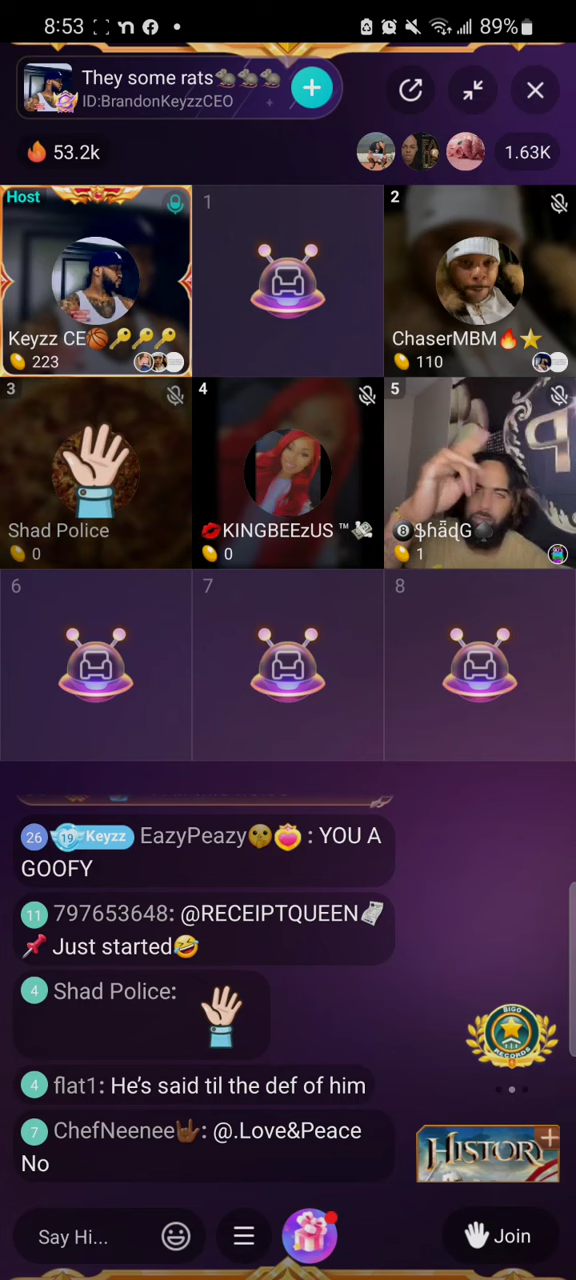 8:53
89%
They some rats🐀🐀🐀
ID:BrandonKeyzzCEO
53.2k
1.63K
Host
1
2
Keyzz CE🏀🔑🔑🔑
ChaserMBM🔥⭐
223
110
3
4
5
Shad Police
💋KINGBEEzUS ™💸
🎱ꞩɦäɖG
0
0
1
6
7
8
26 19 Keyzz EazyPeazy🤫: YOU A
GOOFY
11 797653648: @RECEIPTQUEEN🧾
📌 Just started🤣
4 Shad Police:
4 flat1: He's said til the def of him
7 ChefNeenee🤟🏾: @.Love&Peace
No
BIGO
RECORDS
HISTORY
Say Hi...
Join